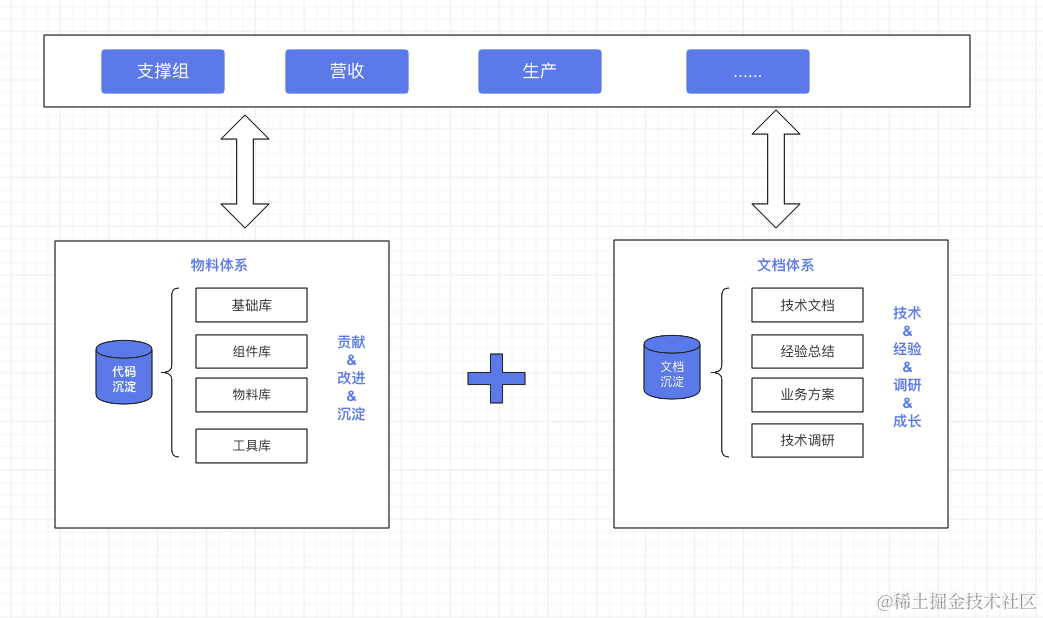 支撑组
营收
生产
......
物料体系
代码
沉淀
基础库
组件库
物料库
工具库
贡献
&
改进
&
沉淀
文档体系
文档
沉淀
技术文档
经验总结
业务方案
技术调研
技术
&
经验
&
调研
&
成长
@稀土掘金技术社区